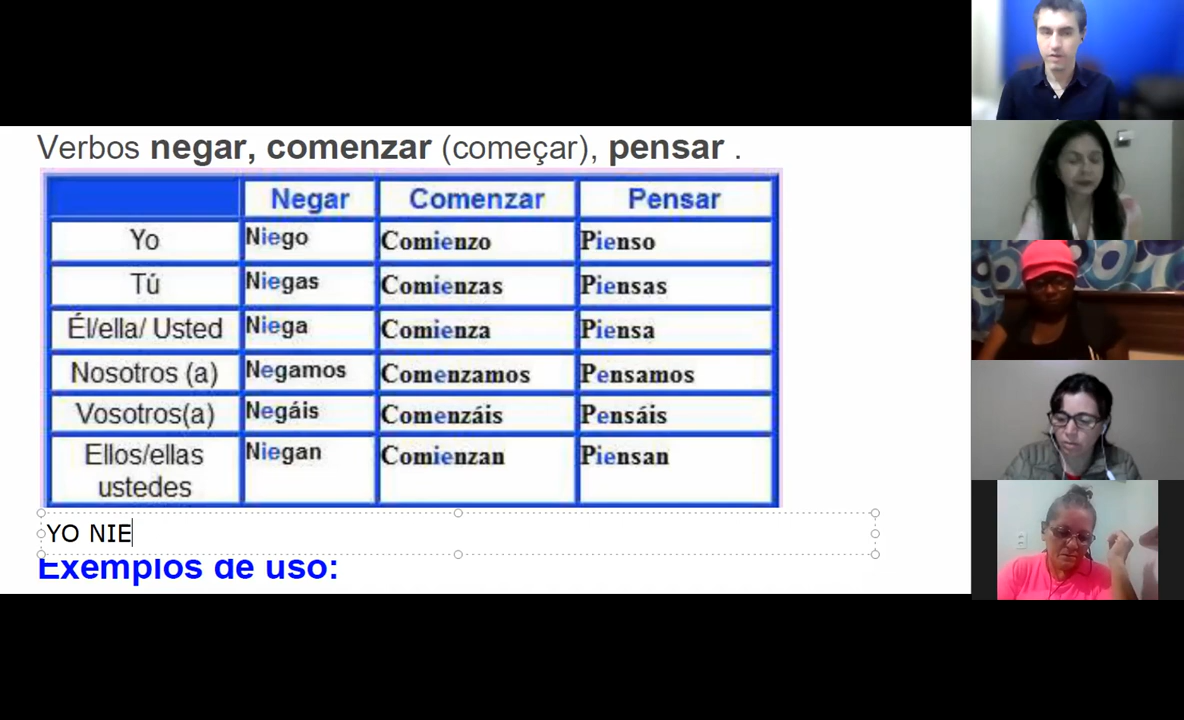 Verbos negar, comenzar (começar), pensar .
Negar Comenzar Pensar
Yo Niego Comienzo Pienso
Tú Niegas Comienzas Piensas
Él/ella/ Usted Niega Comienza Piensa
Nosotros (a) Negamos Comenzamos Pensamos
Vosotros(a) Negáis Comenzáis Pensáis
Ellos/ellas Niegan Comienzan Piensan
ustedes
YO NIE
Exemplos de uso: